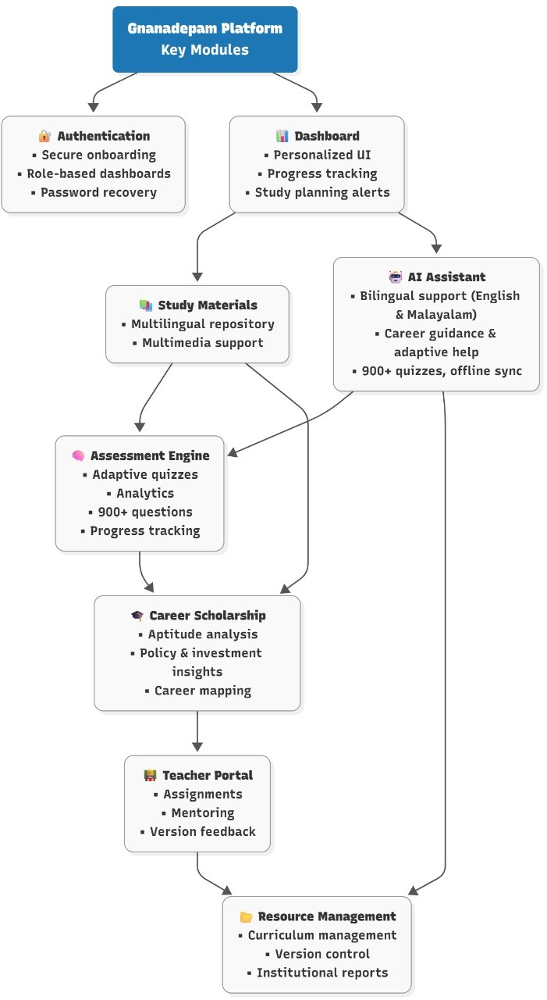 Gnanadepam Platform
Key Modules
🔐 Authentication
▪ Secure onboarding
▪ Role-based dashboards
▪ Password recovery
📊 Dashboard
▪ Personalized UI
▪ Progress tracking
▪ Study planning alerts
📚 Study Materials
▪ Multilingual repository
▪ Multimedia support
🤖 AI Assistant
▪ Bilingual support (English
& Malayalam)
▪ Career guidance &
adaptive help
▪ 900+ quizzes, offline sync
🧠 Assessment Engine
▪ Adaptive quizzes
▪ Analytics
▪ 900+ questions
▪ Progress tracking
🎓 Career Scholarship
▪ Aptitude analysis
▪ Policy & investment
insights
▪ Career mapping
👩‍🏫 Teacher Portal
▪ Assignments
▪ Mentoring
▪ Version feedback
📂 Resource Management
▪ Curriculum management
▪ Version control
▪ Institutional reports